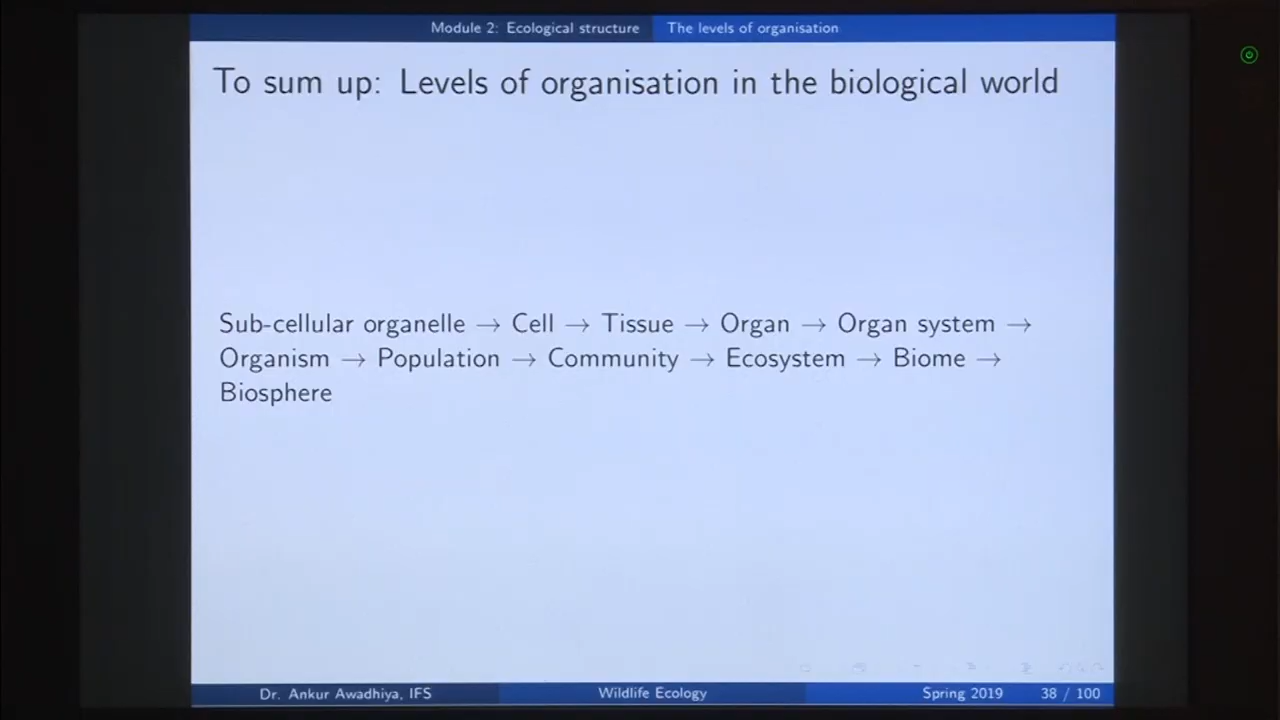 Module 2: Ecological structure The levels of organisation
To sum up: Levels of organisation in the biological world
Sub-cellular organelle → Cell → Tissue → Organ → Organ system →
Organism → Population → Community → Ecosystem → Biome →
Biosphere
Dr. Ankur Awadhiya, IFS Wildlife Ecology Spring 2019 38 / 100